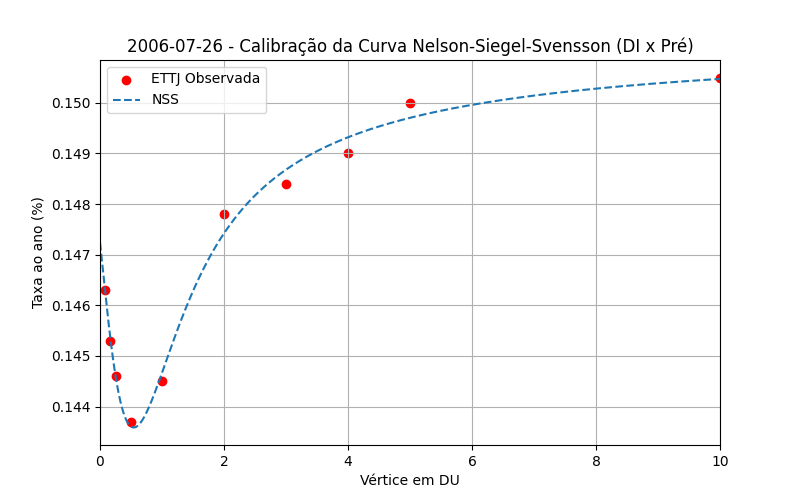 2006-07-26 - Calibração da Curva Nelson-Siegel-Svensson (DI x Pré)
ETTJ Observada
NSS
Taxa ao ano (%)
0.150
0.149
0.148
0.147
0.146
0.145
0.144
0 2 4 6 8 10
Vértice em DU